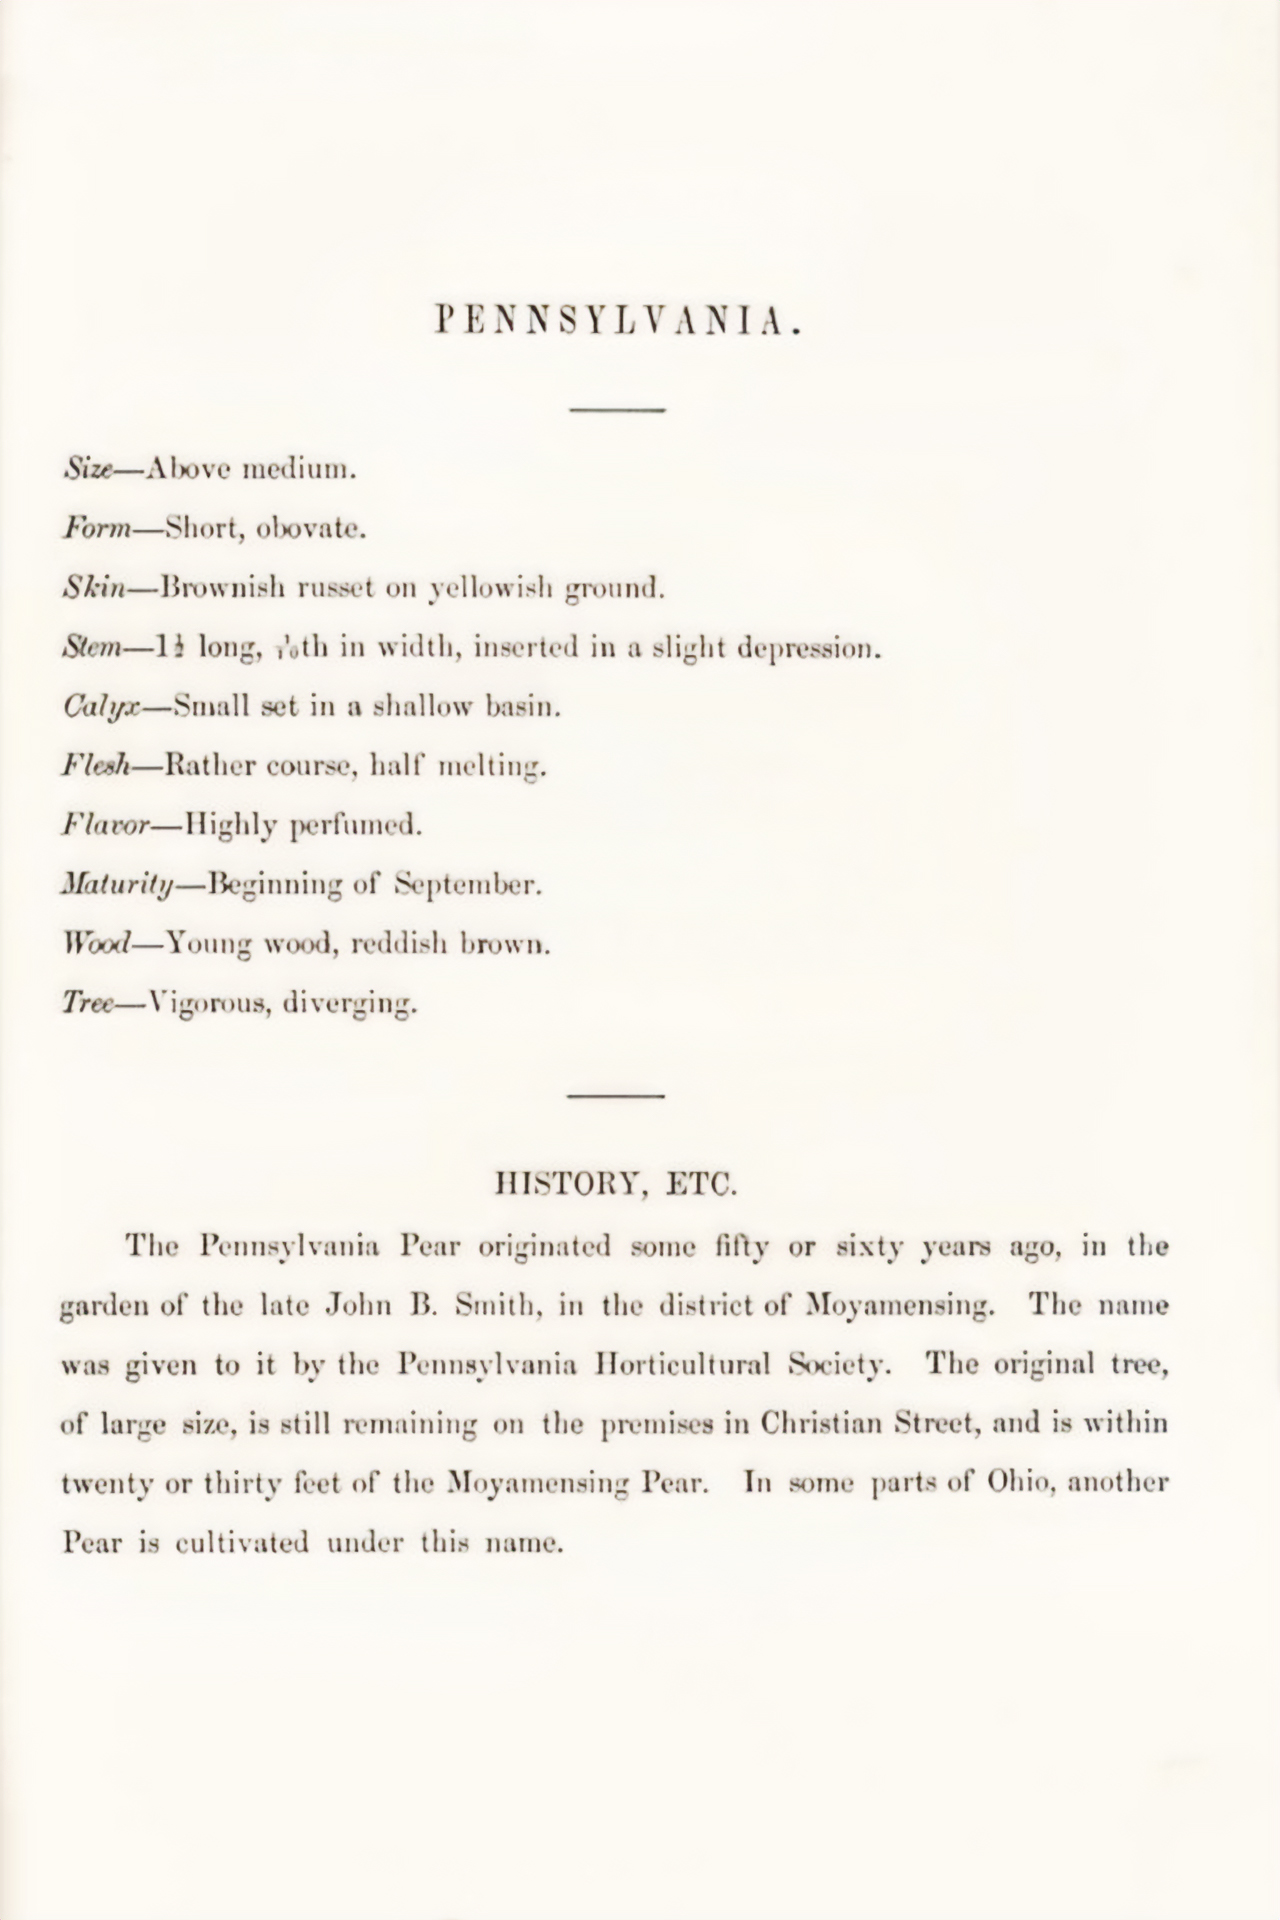 PENNSYLVANIA.
Size—Above medium.
Form—Short, obovate.
Skin—Brownish russet on yellowish ground.
Stem—1½ long, ⅒th in width, inserted in a slight depression.
Calyx—Small set in a shallow basin.
Flesh—Rather course, half melting.
Flavor—Highly perfumed.
Maturity—Beginning of September.
Wood—Young wood, reddish brown.
Tree—Vigorous, diverging.
HISTORY, ETC.
The Pennsylvania Pear originated some fifty or sixty years ago, in the
garden of the late John B. Smith, in the district of Moyamensing. The name
was given to it by the Pennsylvania Horticultural Society. The original tree,
of large size, is still remaining on the premises in Christian Street, and is within
twenty or thirty feet of the Moyamensing Pear. In some parts of Ohio, another
Pear is cultivated under this name.